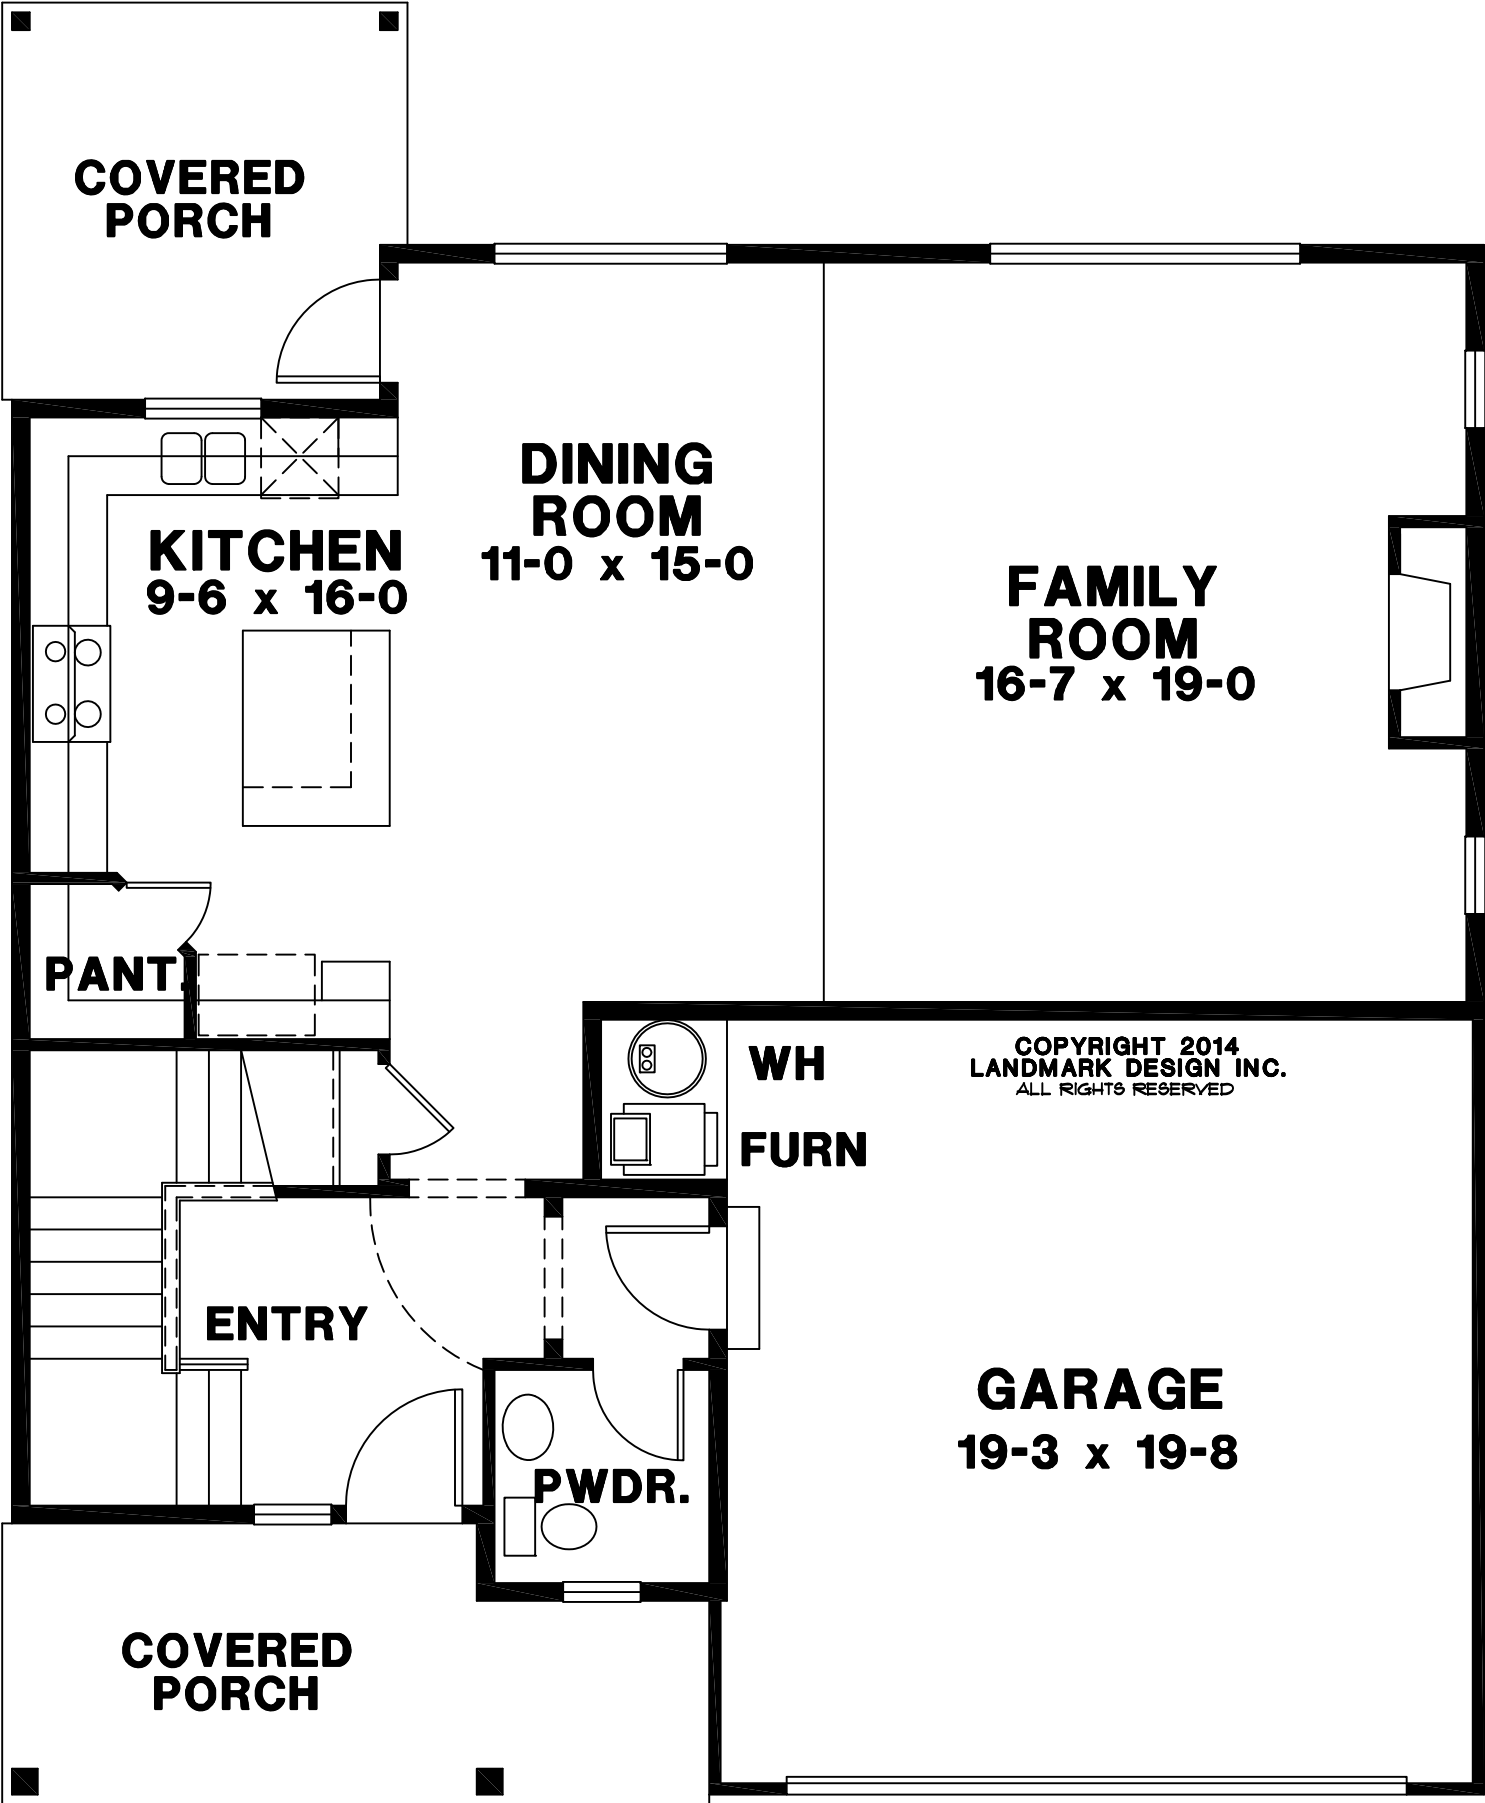 COVERED
PORCH
DINING
ROOM
11-0 x 15-0
KITCHEN
9-6 x 16-0
FAMILY
ROOM
16-7 x 19-0
PANT.
WH
FURN
COPYRIGHT 2014
LANDMARK DESIGN INC.
ALL RIGHTS RESERVED
ENTRY
GARAGE
19-3 x 19-8
PWDR.
COVERED
PORCH